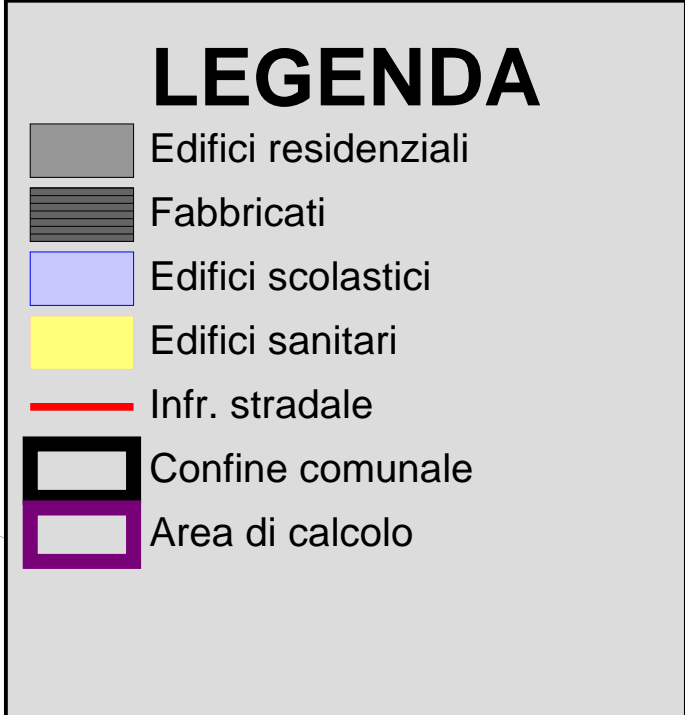 LEGENDA
Edifici residenziali
Fabbricati
Edifici scolastici
Edifici sanitari
Infr. stradale
Confine comunale
Area di calcolo